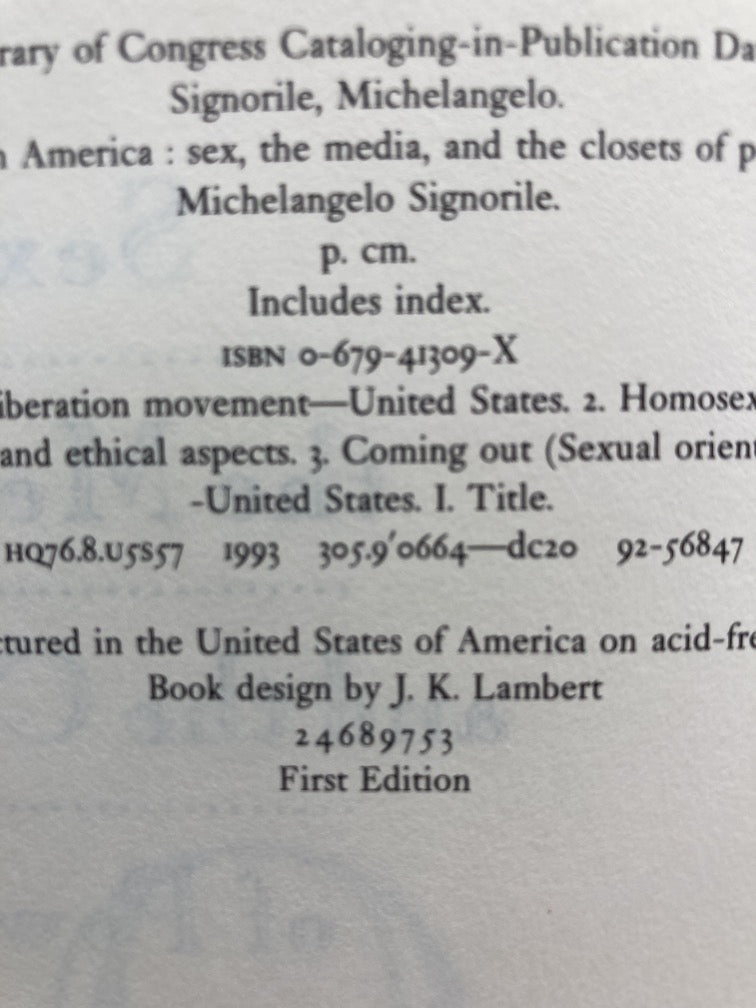 rary of Congress Cataloging-in-Publication Da
Signorile, Michelangelo.
n America : sex, the media, and the closets of p
Michelangelo Signorile.
p. cm.
Includes index.
ISBN 0-679-41309-X
iberation movement—United States. 2. Homosex
and ethical aspects. 3. Coming out (Sexual orient
-United States. I. Title.
HQ76.8.U5S57 1993 305.9'0664—dc20 92-56847
ctured in the United States of America on acid-fre
Book design by J. K. Lambert
24689753
First Edition